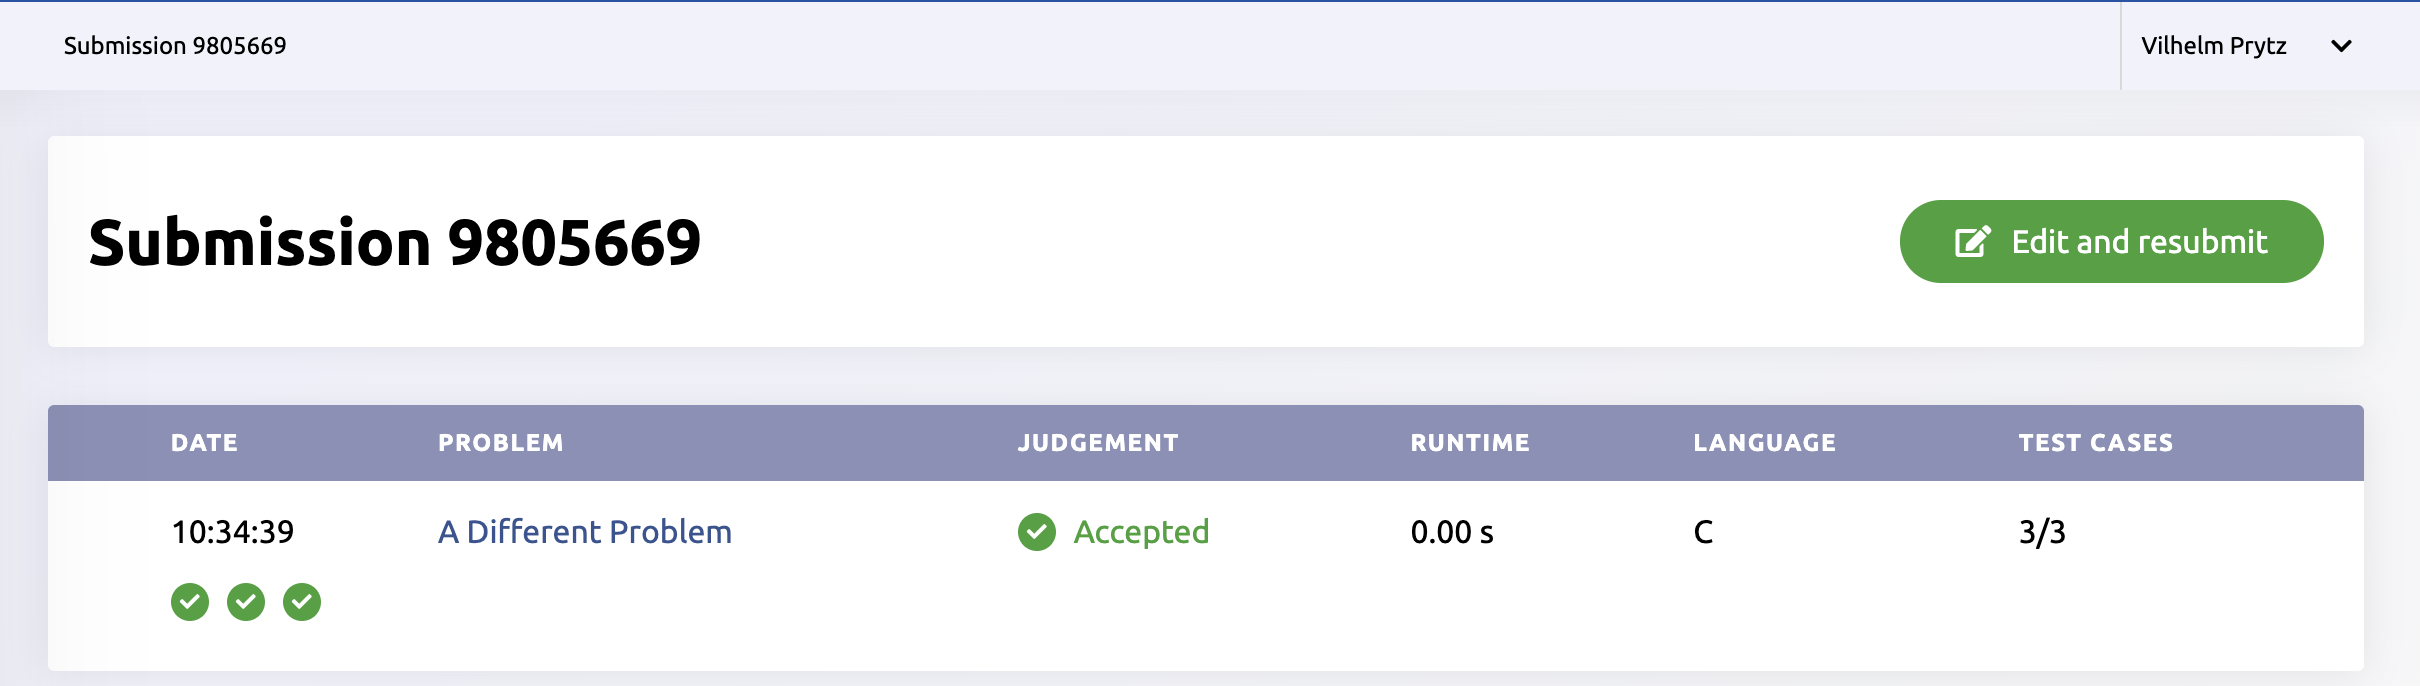 Submission 9805669
Vilhelm Prytz
Submission 9805669
Edit and resubmit
DATE PROBLEM JUDGEMENT RUNTIME LANGUAGE TEST CASES
10:34:39 A Different Problem Accepted 0.00 s C 3/3